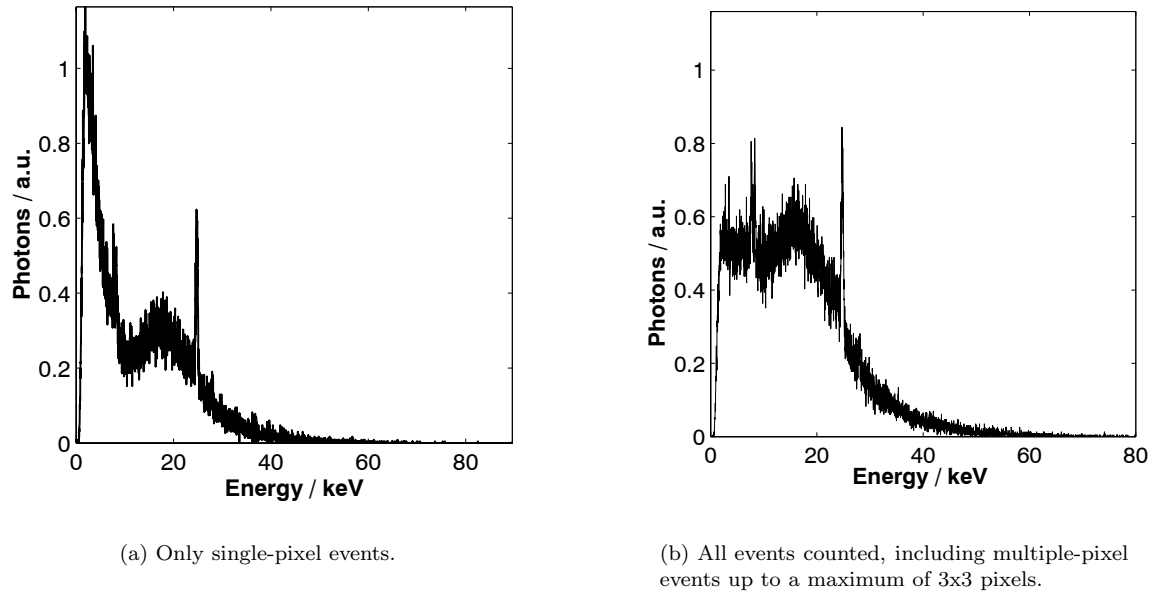 Photons / a.u.
1
0.8
0.6
0.4
0.2
0
0 20 40 60 80
Energy / keV
(a) Only single-pixel events.
Photons / a.u.
1
0.8
0.6
0.4
0.2
0
0 20 40 60 80
Energy / keV
(b) All events counted, including multiple-pixel
events up to a maximum of 3x3 pixels.